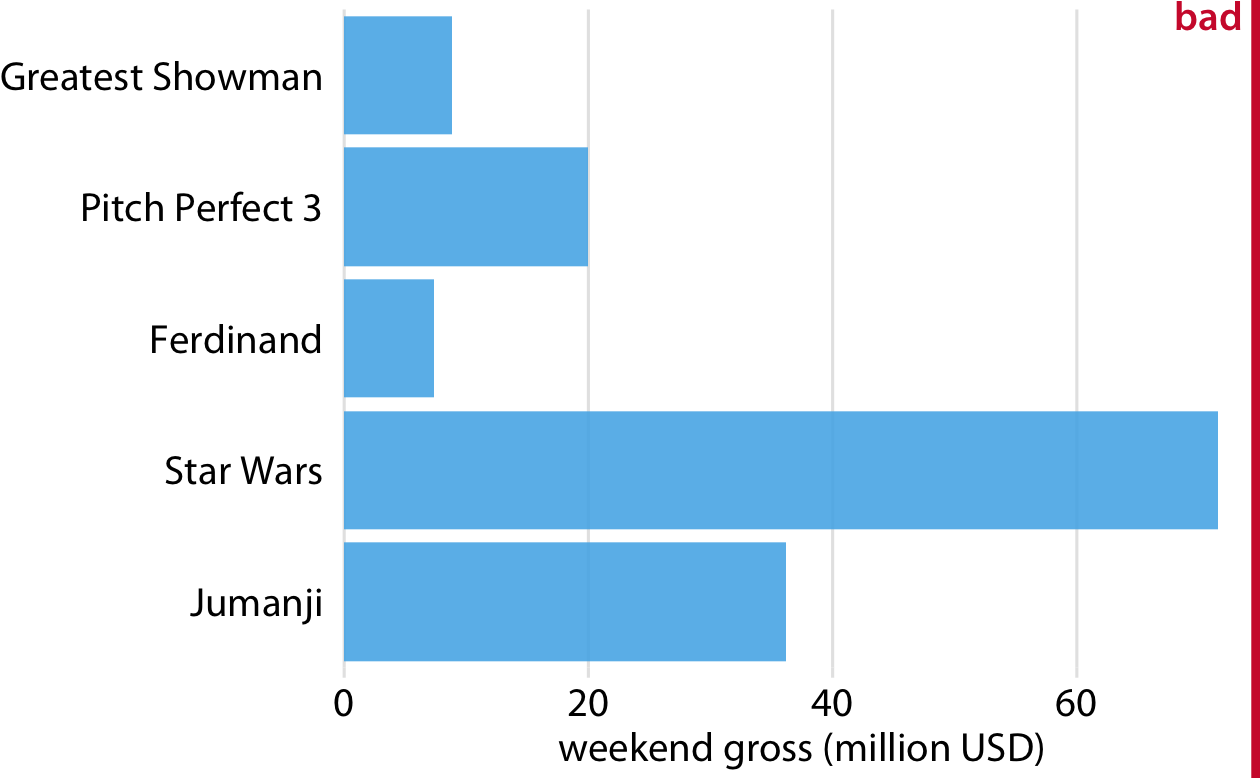 bad
Greatest Showman
Pitch Perfect 3
Ferdinand
Star Wars
Jumanji
0 20 40 60
weekend gross (million USD)